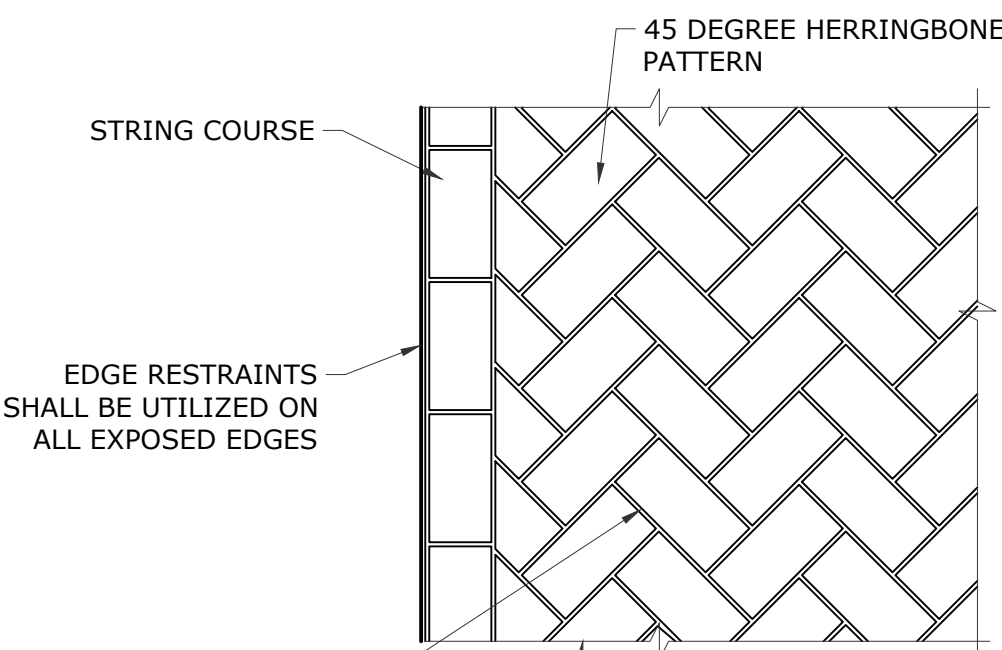 45 DEGREE HERRINGBONE
PATTERN
STRING COURSE
EDGE RESTRAINTS
SHALL BE UTILIZED ON
ALL EXPOSED EDGES